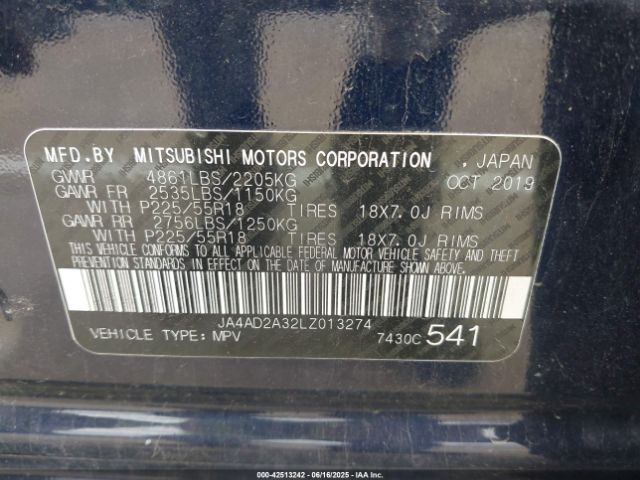 MFD.BY MITSUBISHI MOTORS CORPORATION , JAPAN
GVWR 4861LBS/2205KG OCT 2019
GAWR FR 2535LBS/1150KG
WITH P225/55R18 TIRES 18X7.0J RIMS
GAWR RR 2756LBS/1250KG
WITH P225/55R18 TIRES 18X7.0J RIMS
THIS VEHICLE CONFORMS TO ALL APPLICABLE FEDERAL MOTOR VEHICLE SAFETY AND THEFT
PREVENTION STANDARDS IN EFFECT ON THE DATE OF MANUFACTURE SHOWN ABOVE.
JA4AD2A32LZ013274
VEHICLE TYPE: MPV 7430C 541
000-42513242 - 06/16/2025 - IAA Inc.